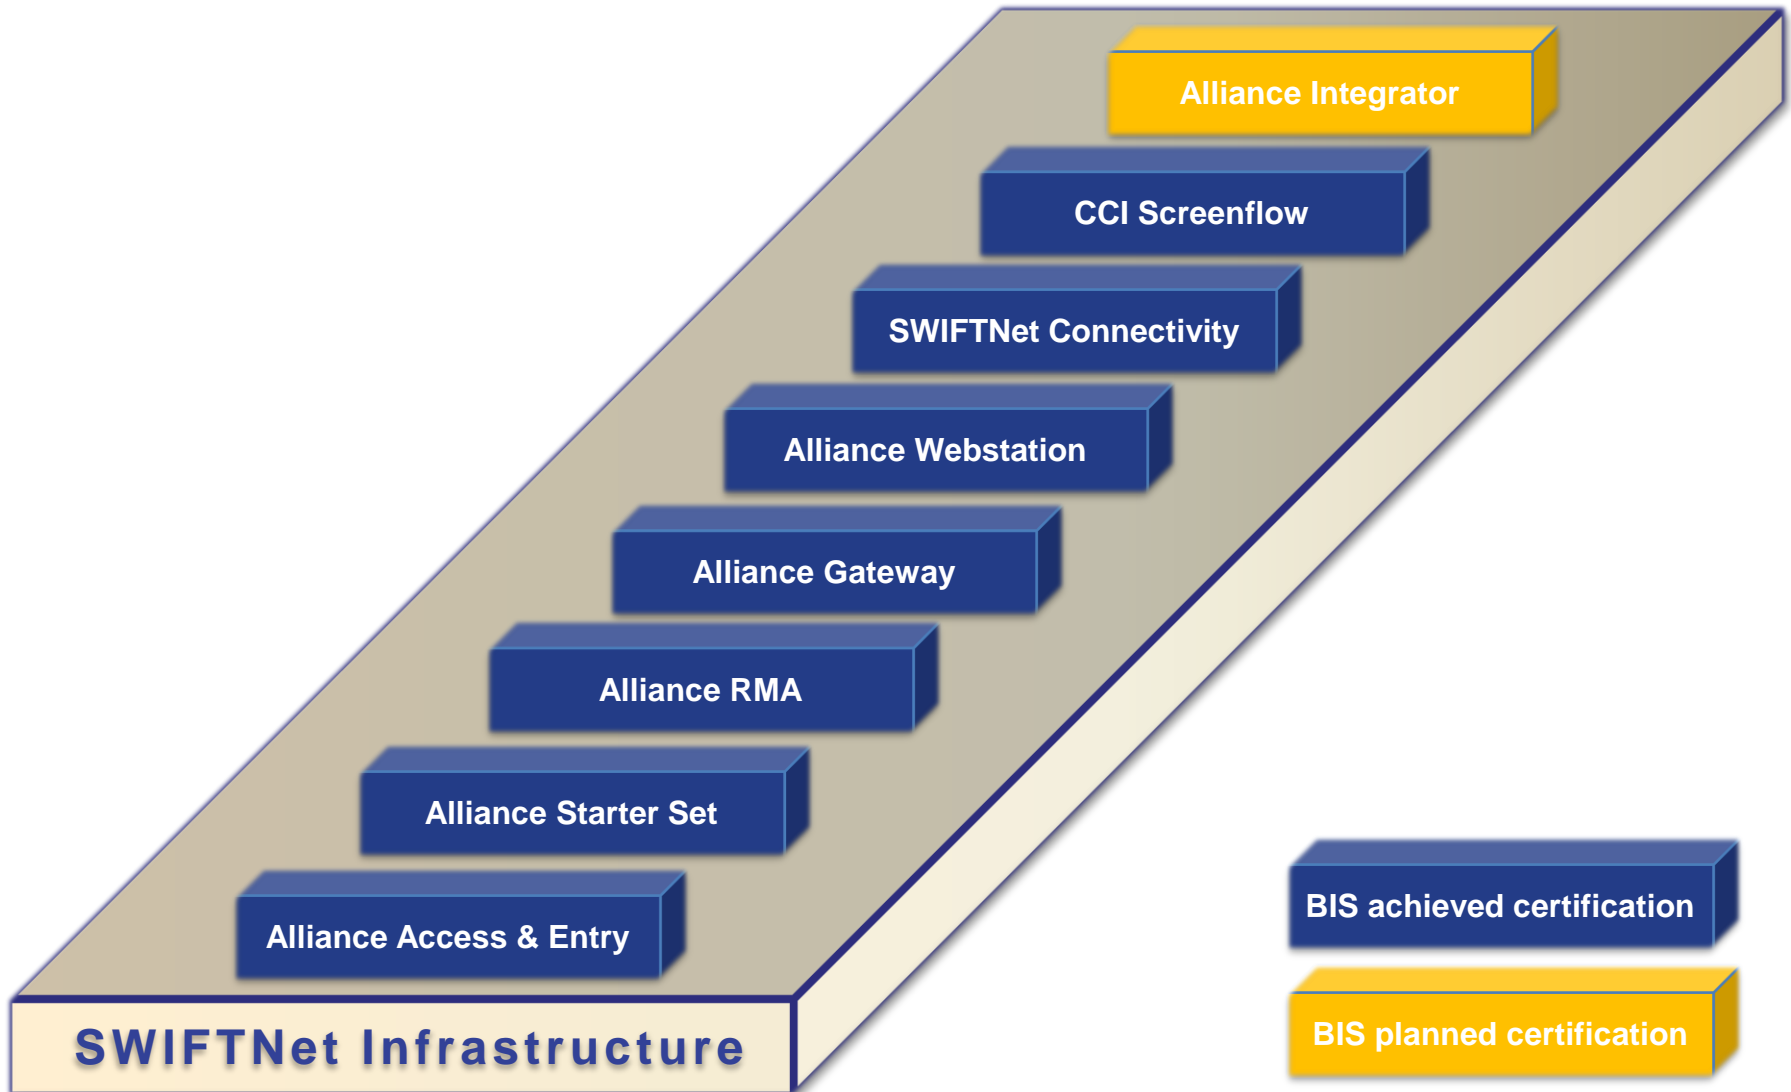 Alliance Integrator
CCI Screenflow
SWIFTNet Connectivity
Alliance Webstation
Alliance Gateway
Alliance RMA
Alliance Starter Set
Alliance Access & Entry
SWIFTNet Infrastructure
BIS achieved certification
BIS planned certification